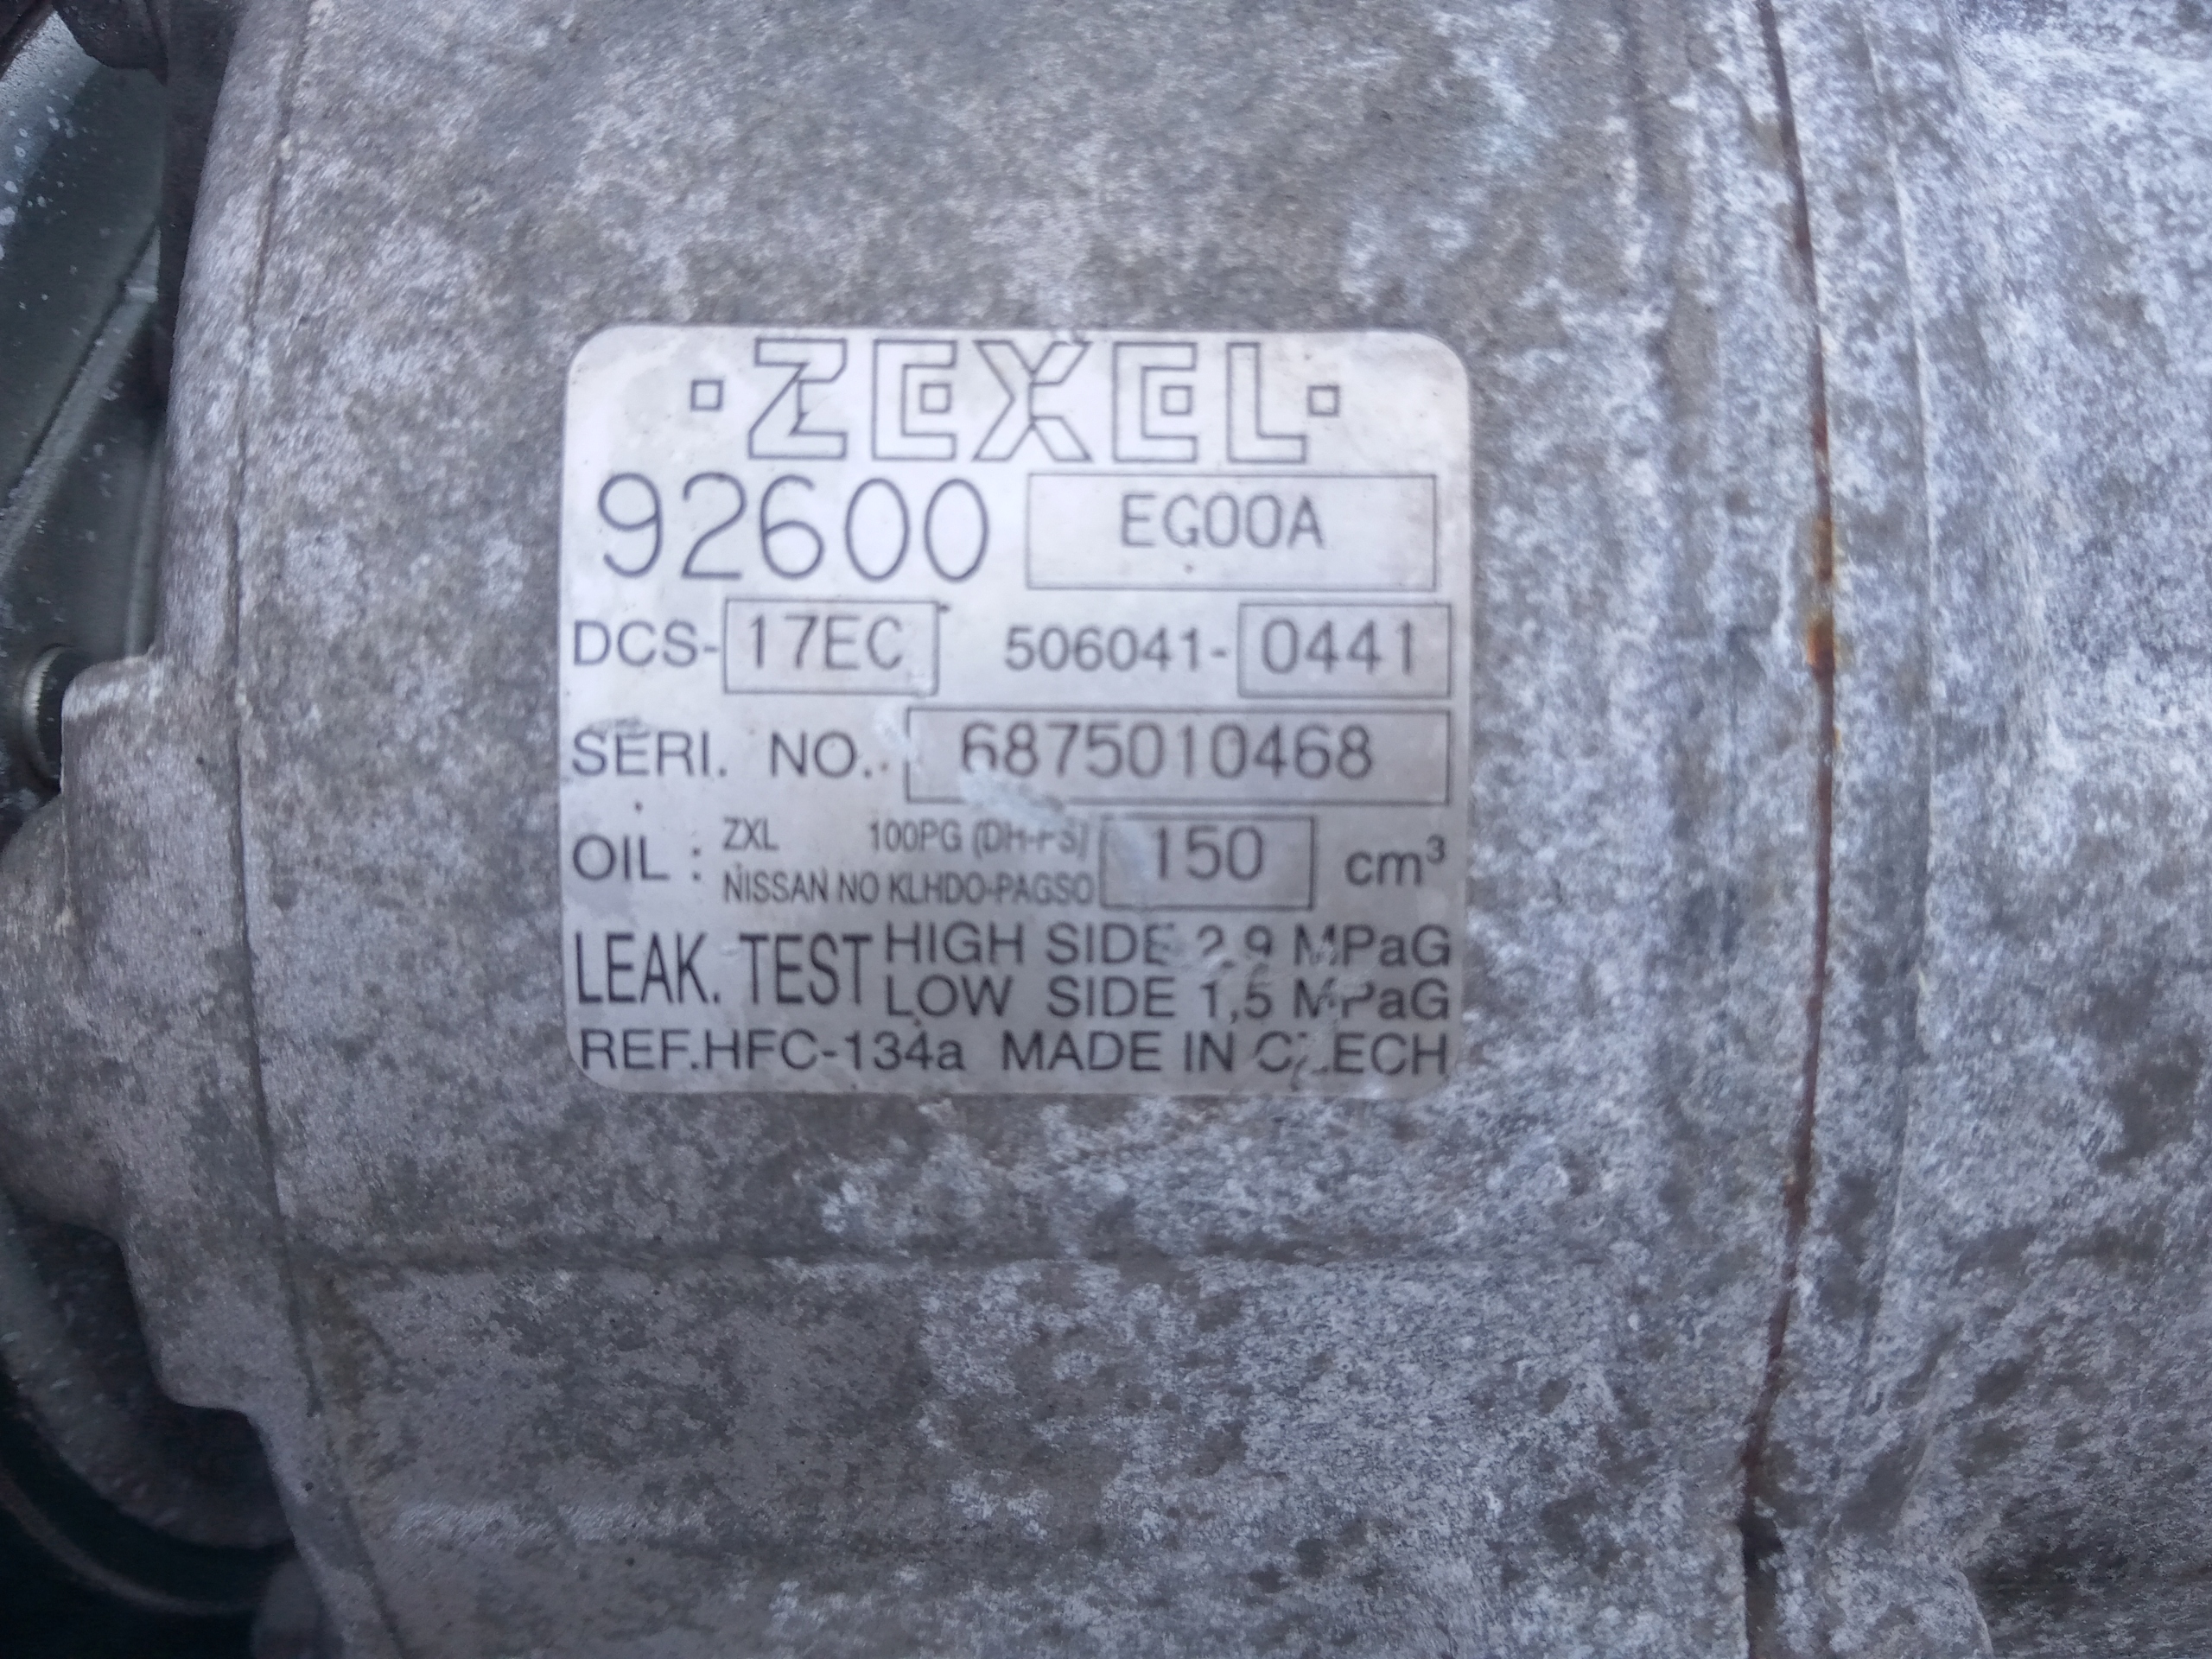 ZEXEL
92600 EG00A
DCS-17EC 506041-0441
SERI. NO. 6875010468
OIL : ZXL 100PG (DH-PS) 150 cm³
NISSAN NO KLHDO-PAGSO
LEAK. TEST HIGH SIDE 2,9 MPaG
LOW SIDE 1,5 MPaG
REF.HFC-134a MADE IN CZECH